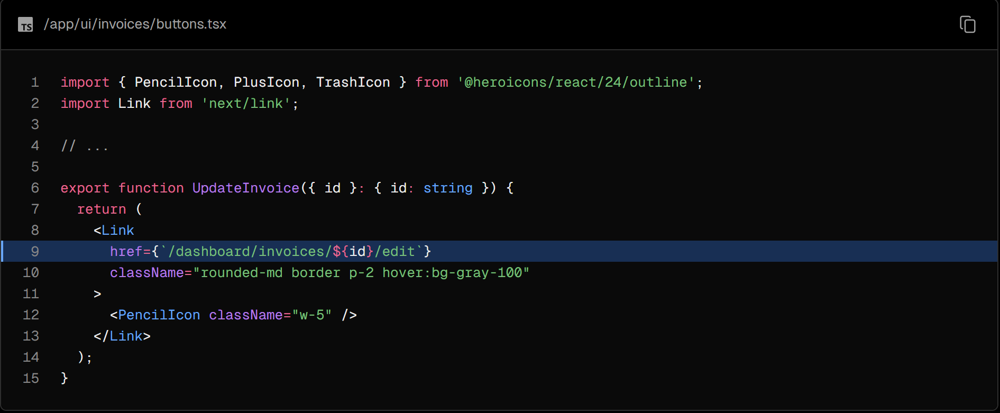 TS /app/ui/invoices/buttons.tsx
1 import { PencilIcon, PlusIcon, TrashIcon } from '@heroicons/react/24/outline';
2 import Link from 'next/link';
3
4 // ...
5
6 export function UpdateInvoice({ id }: { id: string }) {
7   return (
8     <Link
9       href={`/dashboard/invoices/${id}/edit`}
10       className="rounded-md border p-2 hover:bg-gray-100"
11     >
12       <PencilIcon className="w-5" />
13     </Link>
14   );
15 }